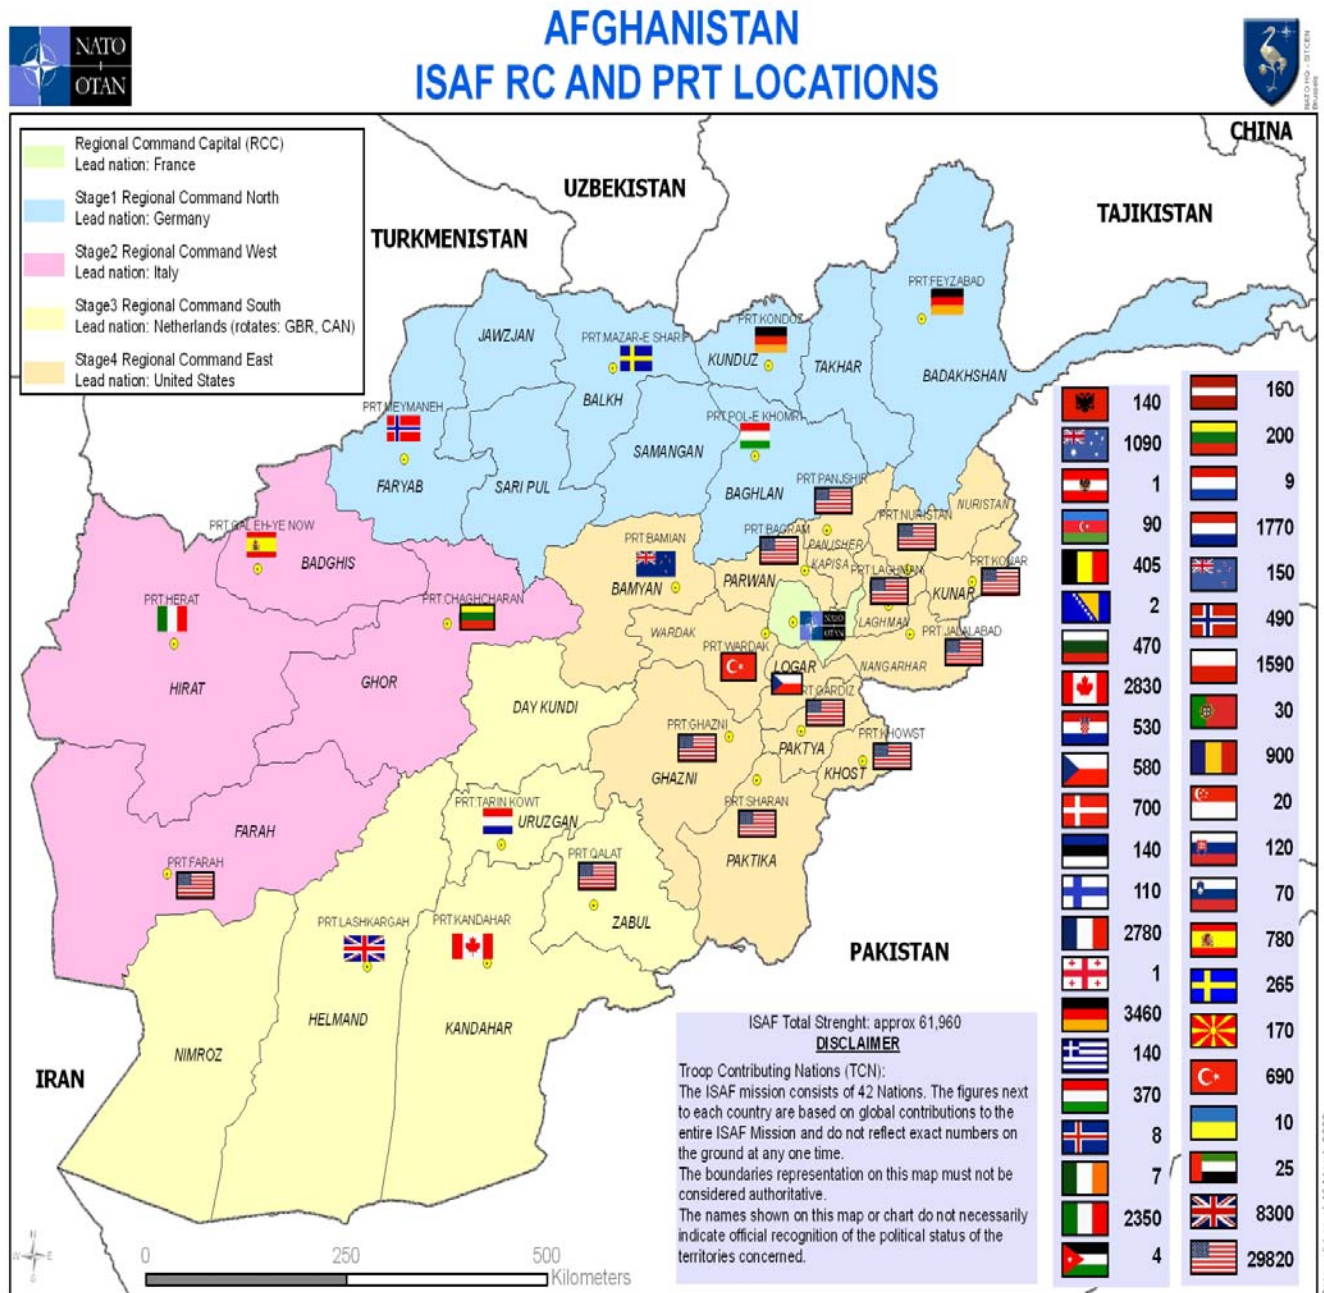 AFGHANISTAN
ISAF RC AND PRT LOCATIONS
NATO
OTAN
NATO HQ - SITCEN
Brussels
Regional Command Capital (RCC)
Lead nation: France
Stage1 Regional Command North
Lead nation: Germany
Stage2 Regional Command West
Lead nation: Italy
Stage3 Regional Command South
Lead nation: Netherlands (rotates: GBR, CAN)
Stage4 Regional Command East
Lead nation: United States
CHINA
UZBEKISTAN
TAJIKISTAN
TURKMENISTAN
PRT:FEYZABAD
PRT:KONDOZ
JAWZJAN
PRT:MAZAR-E SHARIF
KUNDUZ
TAKHAR
BADAKHSHAN
BALKH
PRT:MEYMANEH
PRT:POL-E KHOMRI
SAMANGAN
FARYAB
SARI PUL
BAGHLAN
PRT:PANJSHIR
NURISTAN
PRT:NURISTAN
PRT:QAL EH-YE NOW
PRT:BAGRAM
PRT:BAMIAN
PANJSHER
BADGHIS
KAPISA
PRT:KONAR
PRT:LAGHMAN
BAMYAN
PARWAN
KUNAR
PRT:HERAT
PRT:CHAGHCHARAN
NATO
OTAN
LAGHMAN
WARDAK
PRT:JALALABAD
PRT:WARDAK
LOGAR
NANGARHAR
HIRAT
GHOR
PRT:GARDIZ
DAY KUNDI
PRT:GHAZNI
PRT:KHOWST
PAKTYA
GHAZNI
KHOST
PRT:TARIN KOWT
PRT:SHARAN
URUZGAN
FARAH
PRT:QALAT
PRT:FARAH
PAKTIKA
PRT:LASHKARGAH
PRT:KANDAHAR
ZABUL
PAKISTAN
HELMAND
KANDAHAR
NIMROZ
IRAN
ISAF Total Strenght: approx 61,960
DISCLAIMER
Troop Contributing Nations (TCN):
The ISAF mission consists of 42 Nations. The figures next
to each country are based on global contributions to the
entire ISAF Mission and do not reflect exact numbers on
the ground at any one time.
The boundaries representation on this map must not be
considered authoritative.
The names shown on this map or chart do not necessarily
indicate official recognition of the political status of the
territories concerned.
N
W E
S
0 250 500
Kilometers
140
1090
1
90
405
2
470
2830
530
580
700
140
110
2780
1
3460
140
370
8
7
2350
4
160
200
9
1770
150
490
1590
30
900
20
120
70
780
265
170
690
10
25
8300
29820